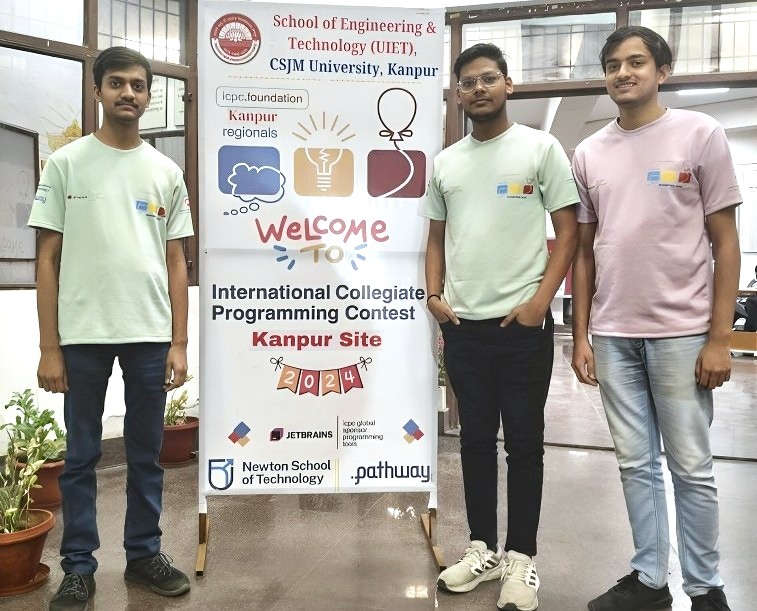 School of Engineering &
Technology (UIET),
CSJM University, Kanpur
icpc.foundation
Kanpur
regionals
WELCOME
TO
International Collegiate
Programming Contest
Kanpur Site
2024
JETBRAINS
icpc global
sponsor
programming
tools
Newton School
of Technology
.pathway
pathway